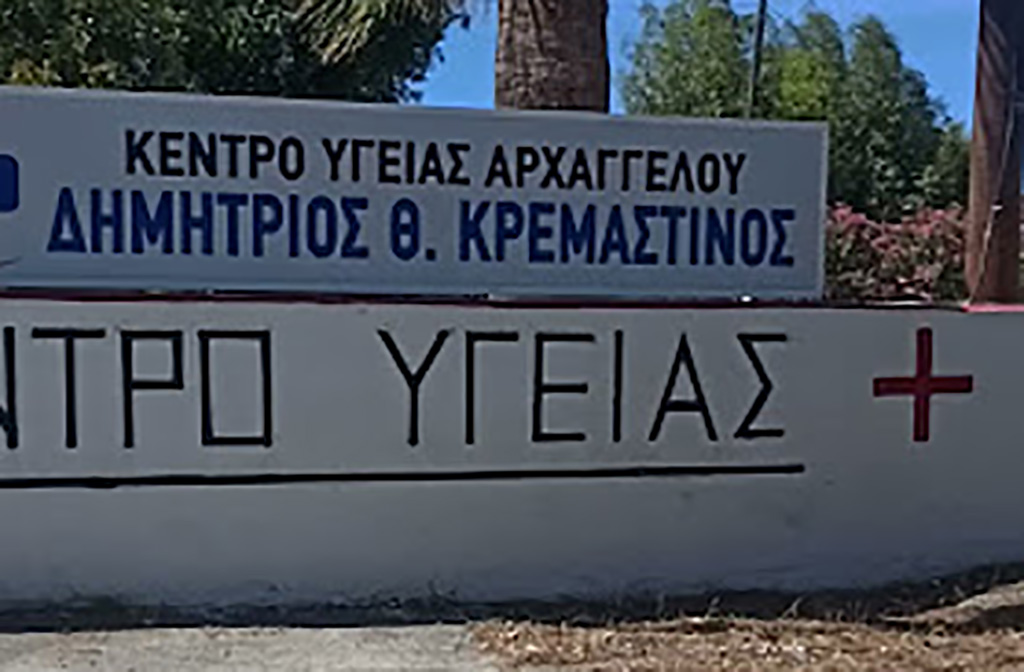 ΚΕΝΤΡΟ ΥΓΕΙΑΣ ΑΡΧΑΓΓΕΛΟΥ
ΔΗΜΗΤΡΙΟΣ Θ. ΚΡΕΜΑΣΤΙΝΟΣ
ΝΤΡΟ ΥΓΕΙΑΣ